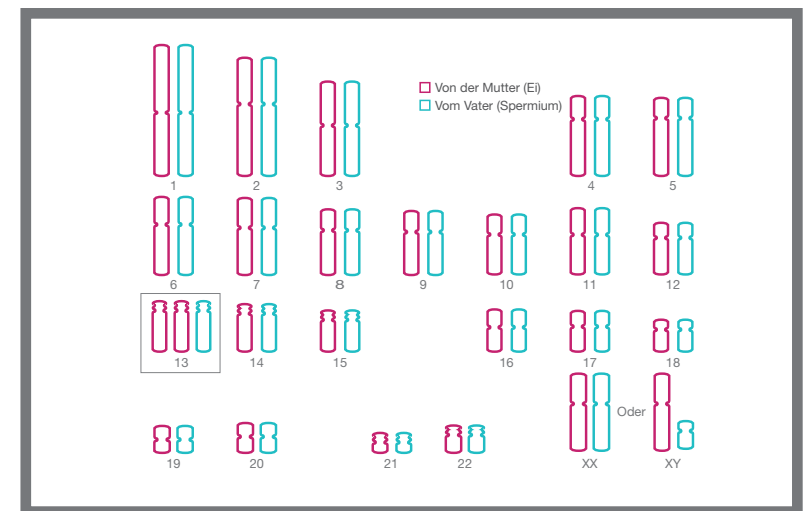 Von der Mutter (Ei)
Vom Vater (Spermium)
1 2 3 4 5
6 7 8 9 10 11 12
13 14 15 16 17 18
Oder
19 20 21 22 XX XY